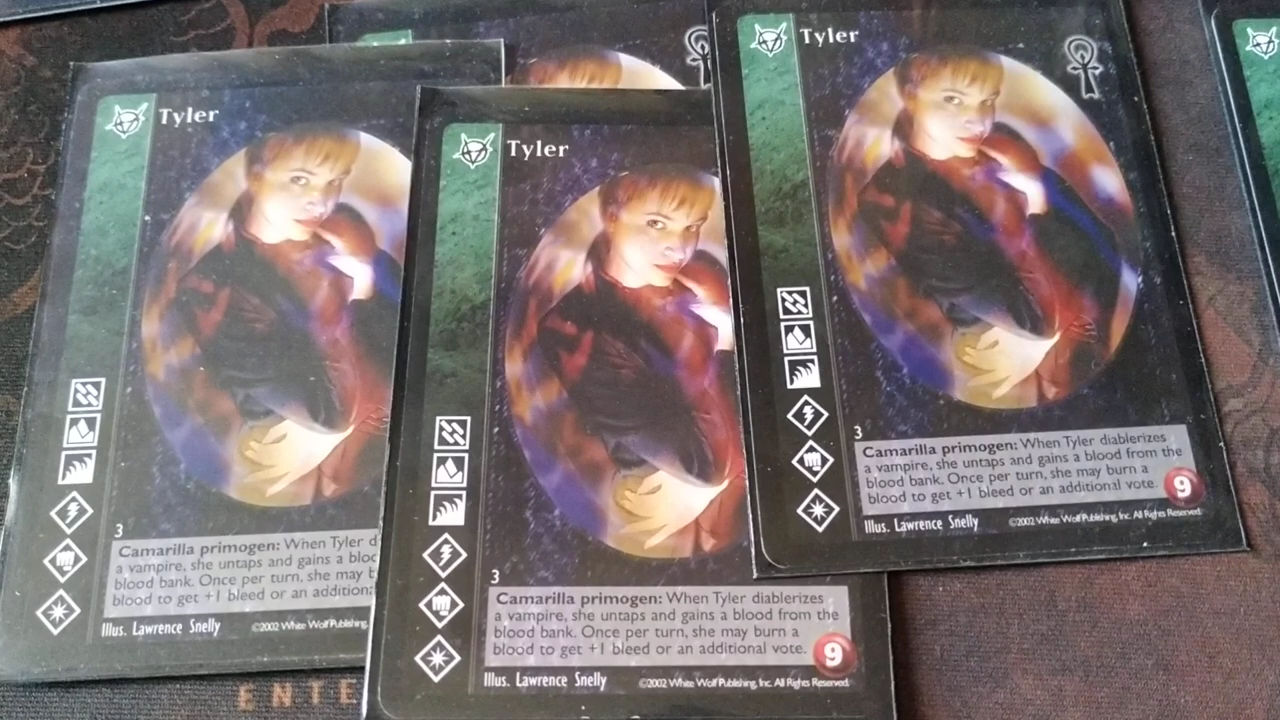 Tyler
3
Camarilla primogen: When Tyler d
a vampire, she untaps and gains a bloo
blood bank. Once per turn, she may b
blood to get +1 bleed or an additiona
Illus. Lawrence Snelly
©2002 White Wolf Publishing,
Tyler
3
Camarilla primogen: When Tyler diablerizes
a vampire, she untaps and gains a blood from the
blood bank. Once per turn, she may burn a
blood to get +1 bleed or an additional vote.
9
Illus. Lawrence Snelly
©2002 White Wolf Publishing, Inc. All Rights Reserved.
Tyler
3
Camarilla primogen: When Tyler diablerizes
a vampire, she untaps and gains a blood from the
blood bank. Once per turn, she may burn a
blood to get +1 bleed or an additional vote.
9
Illus. Lawrence Snelly
©2002 White Wolf Publishing, Inc. All Rights Reserved.
ENTE